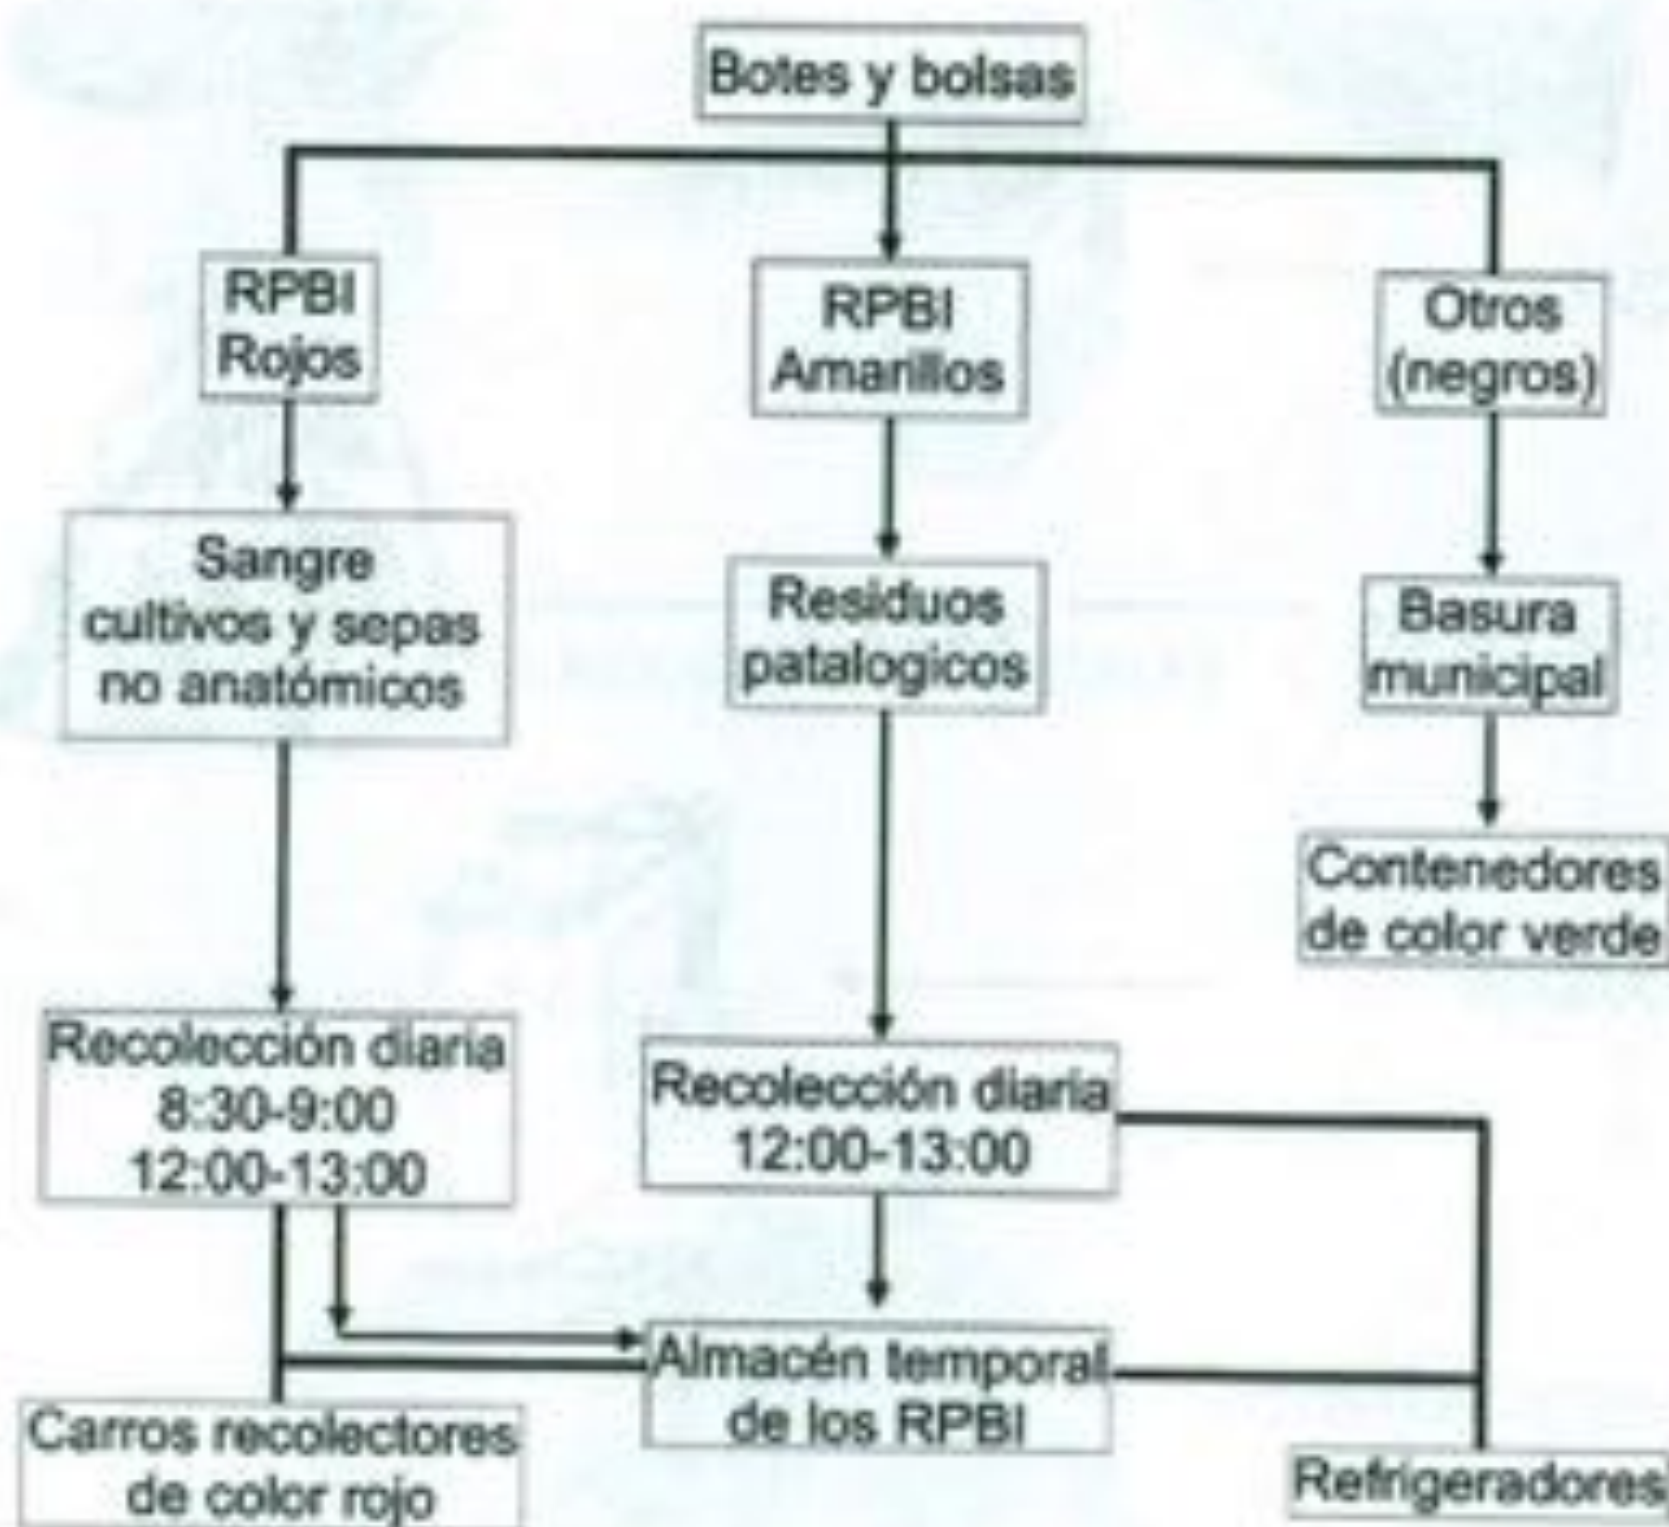 Botes y bolsas
RPBI
Rojos
RPBI
Amarillos
Otros
(negros)
Sangre
cultivos y sepas
no anatómicos
Residuos
patalogicos
Basura
municipal
Contenedores
de color verde
Recolección diaria
8:30-9:00
12:00-13:00
Recolección diaria
12:00-13:00
Almacén temporal
de los RPBI
Carros recolectores
de color rojo
Refrigeradores